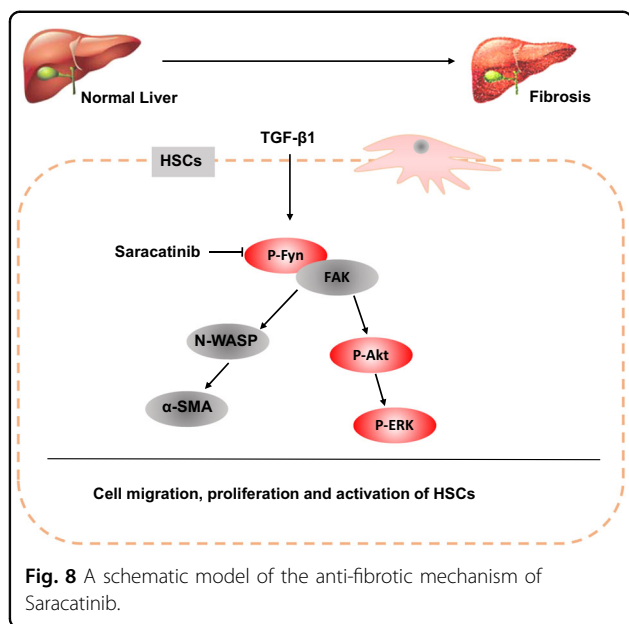 Normal Liver
Fibrosis
TGF-β1
HSCs
Saracatinib
P-Fyn
FAK
N-WASP
P-Akt
α-SMA
P-ERK
Cell migration, proliferation and activation of HSCs
Fig. 8 A schematic model of the anti-fibrotic mechanism of
Saracatinib.